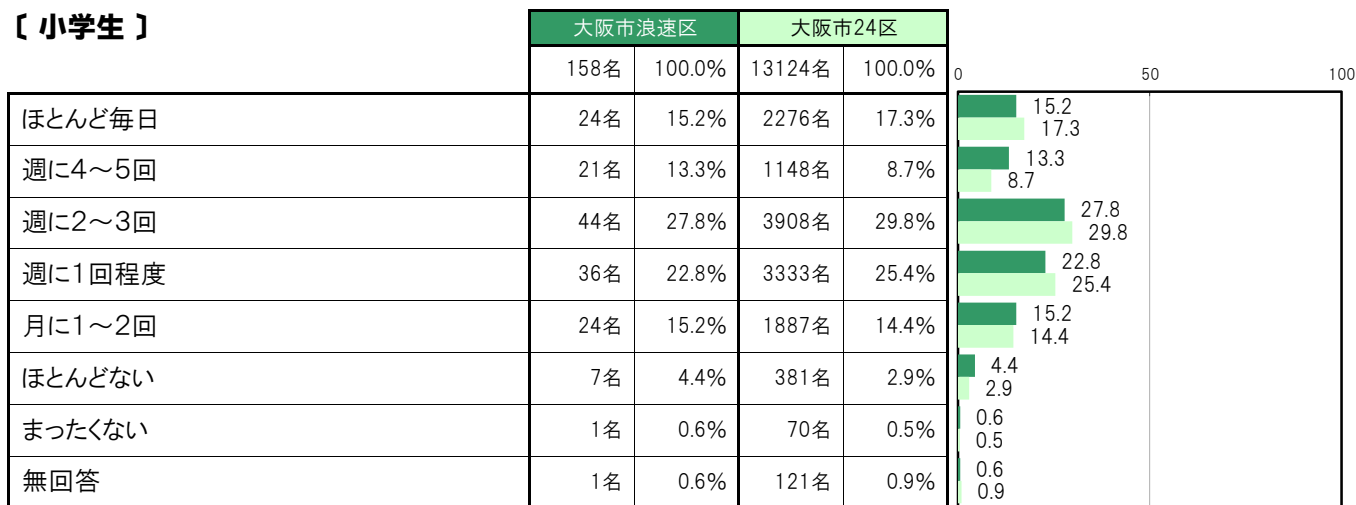 〔 小学生 〕
大阪市浪速区 大阪市24区
158名 100.0% 13124名 100.0% 0 50 100
ほとんど毎日 24名 15.2% 2276名 17.3% 15.2
17.3
週に4～5回 21名 13.3% 1148名 8.7% 13.3
8.7
週に2～3回 44名 27.8% 3908名 29.8% 27.8
29.8
週に1回程度 36名 22.8% 3333名 25.4% 22.8
25.4
月に1～2回 24名 15.2% 1887名 14.4% 15.2
14.4
ほとんどない 7名 4.4% 381名 2.9% 4.4
2.9
まったくない 1名 0.6% 70名 0.5% 0.6
0.5
無回答 1名 0.6% 121名 0.9% 0.6
0.9